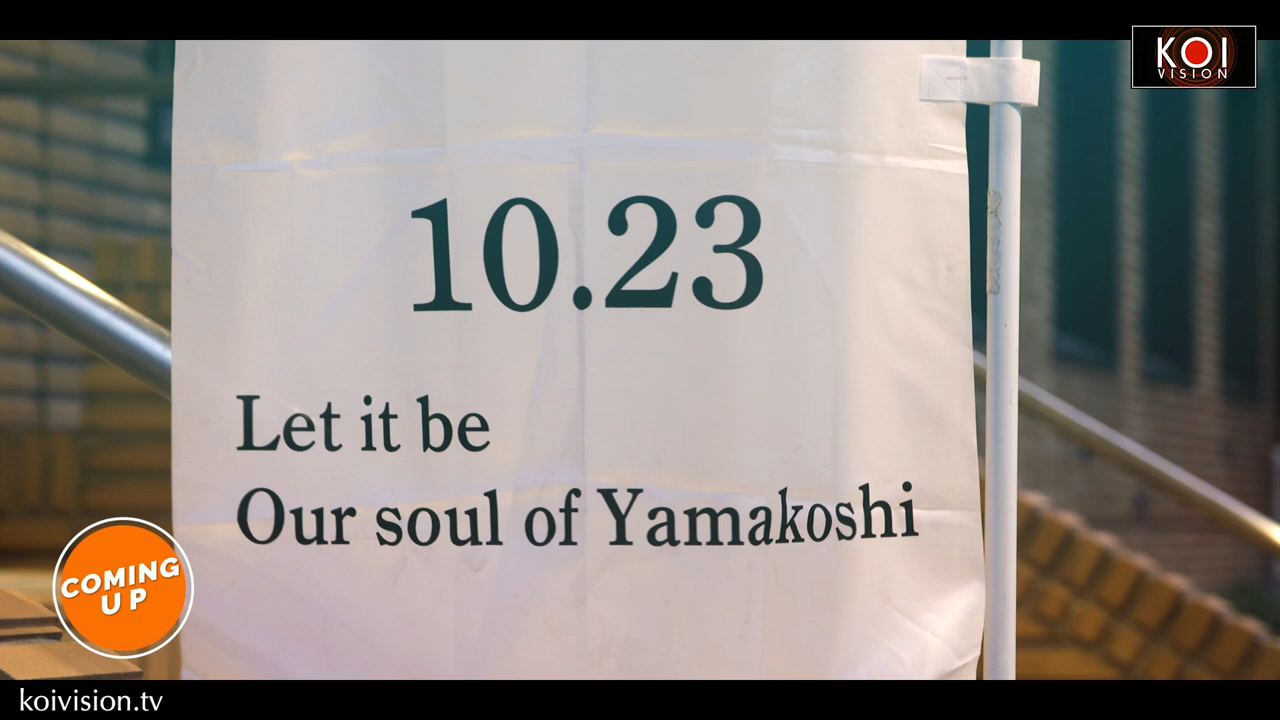 KOI
VISION
10.23
Let it be
Our soul of Yamakoshi
COMING
UP
koivision.tv